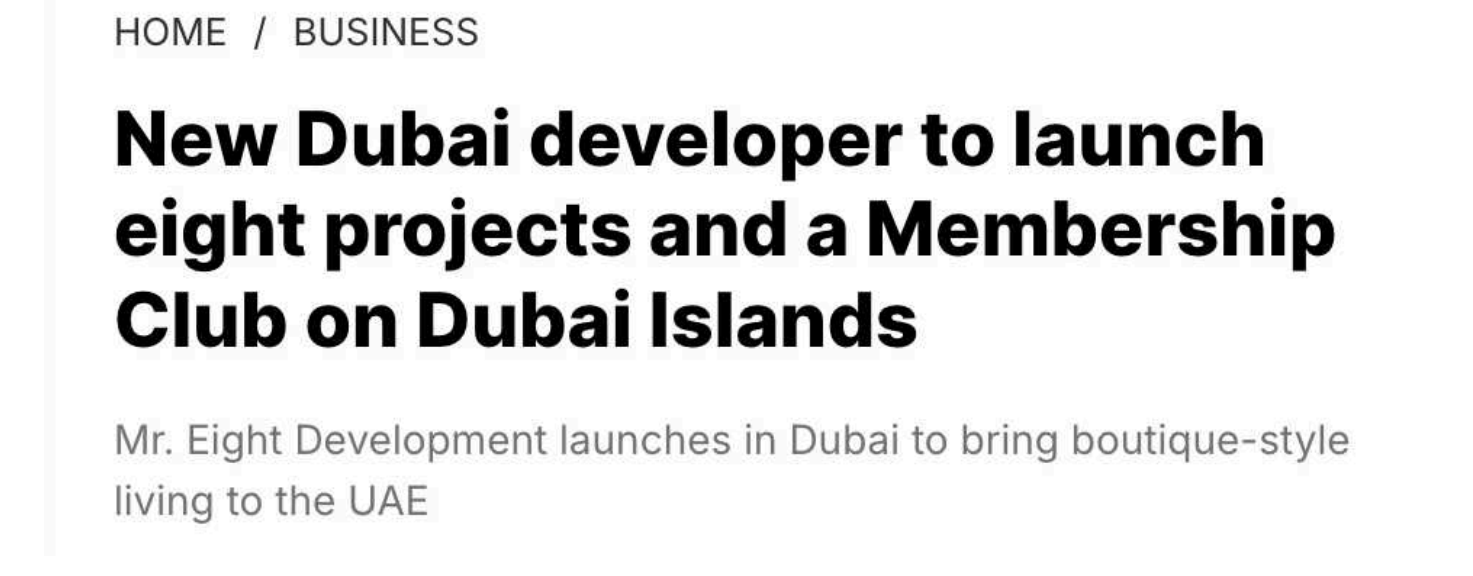 HOME / BUSINESS
New Dubai developer to launch
eight projects and a Membership
Club on Dubai Islands
Mr. Eight Development launches in Dubai to bring boutique-style
living to the UAE